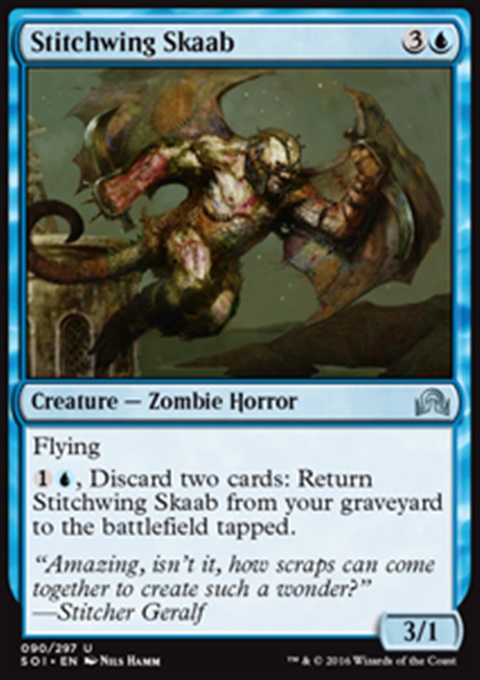 Stitchwing Skaab 3
Creature — Zombie Horror
Flying
1, Discard two cards: Return
Stitchwing Skaab from your graveyard
to the battlefield tapped.
“Amazing, isn’t it, how scraps can come
together to create such a wonder?”
—Stitcher Geralf
3/1
090/297 U
SOI • EN Nils Hamm
™ & © 2016 Wizards of the Coast